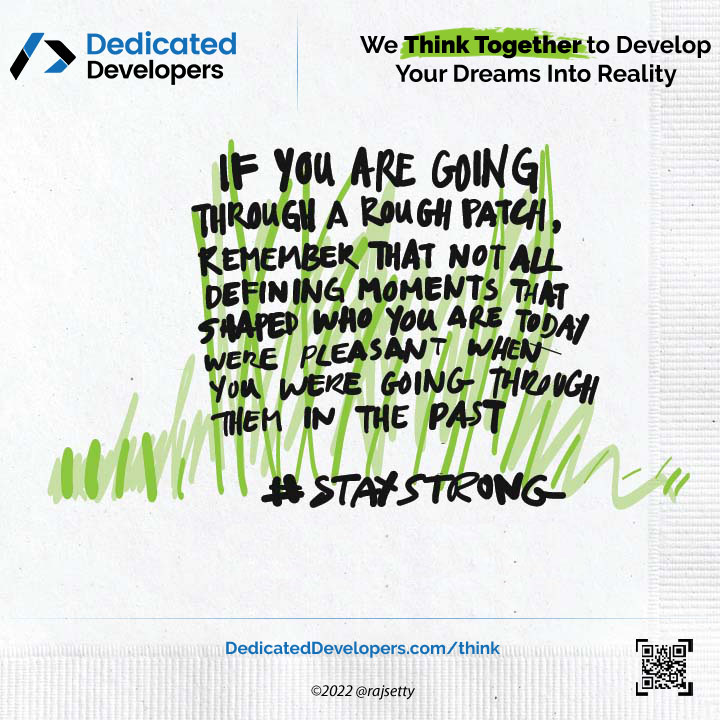 Dedicated
Developers
We Think Together to Develop
Your Dreams Into Reality
IF YOU ARE GOING
THROUGH A ROUGH PATCH,
REMEMBER THAT NOT ALL
DEFINING MOMENTS THAT
SHAPED WHO YOU ARE TODAY
WERE PLEASANT WHEN
YOU WERE GOING THROUGH
THEM IN THE PAST
#STAYSTRONG
DedicatedDevelopers.com/think
©2022 @rajsetty